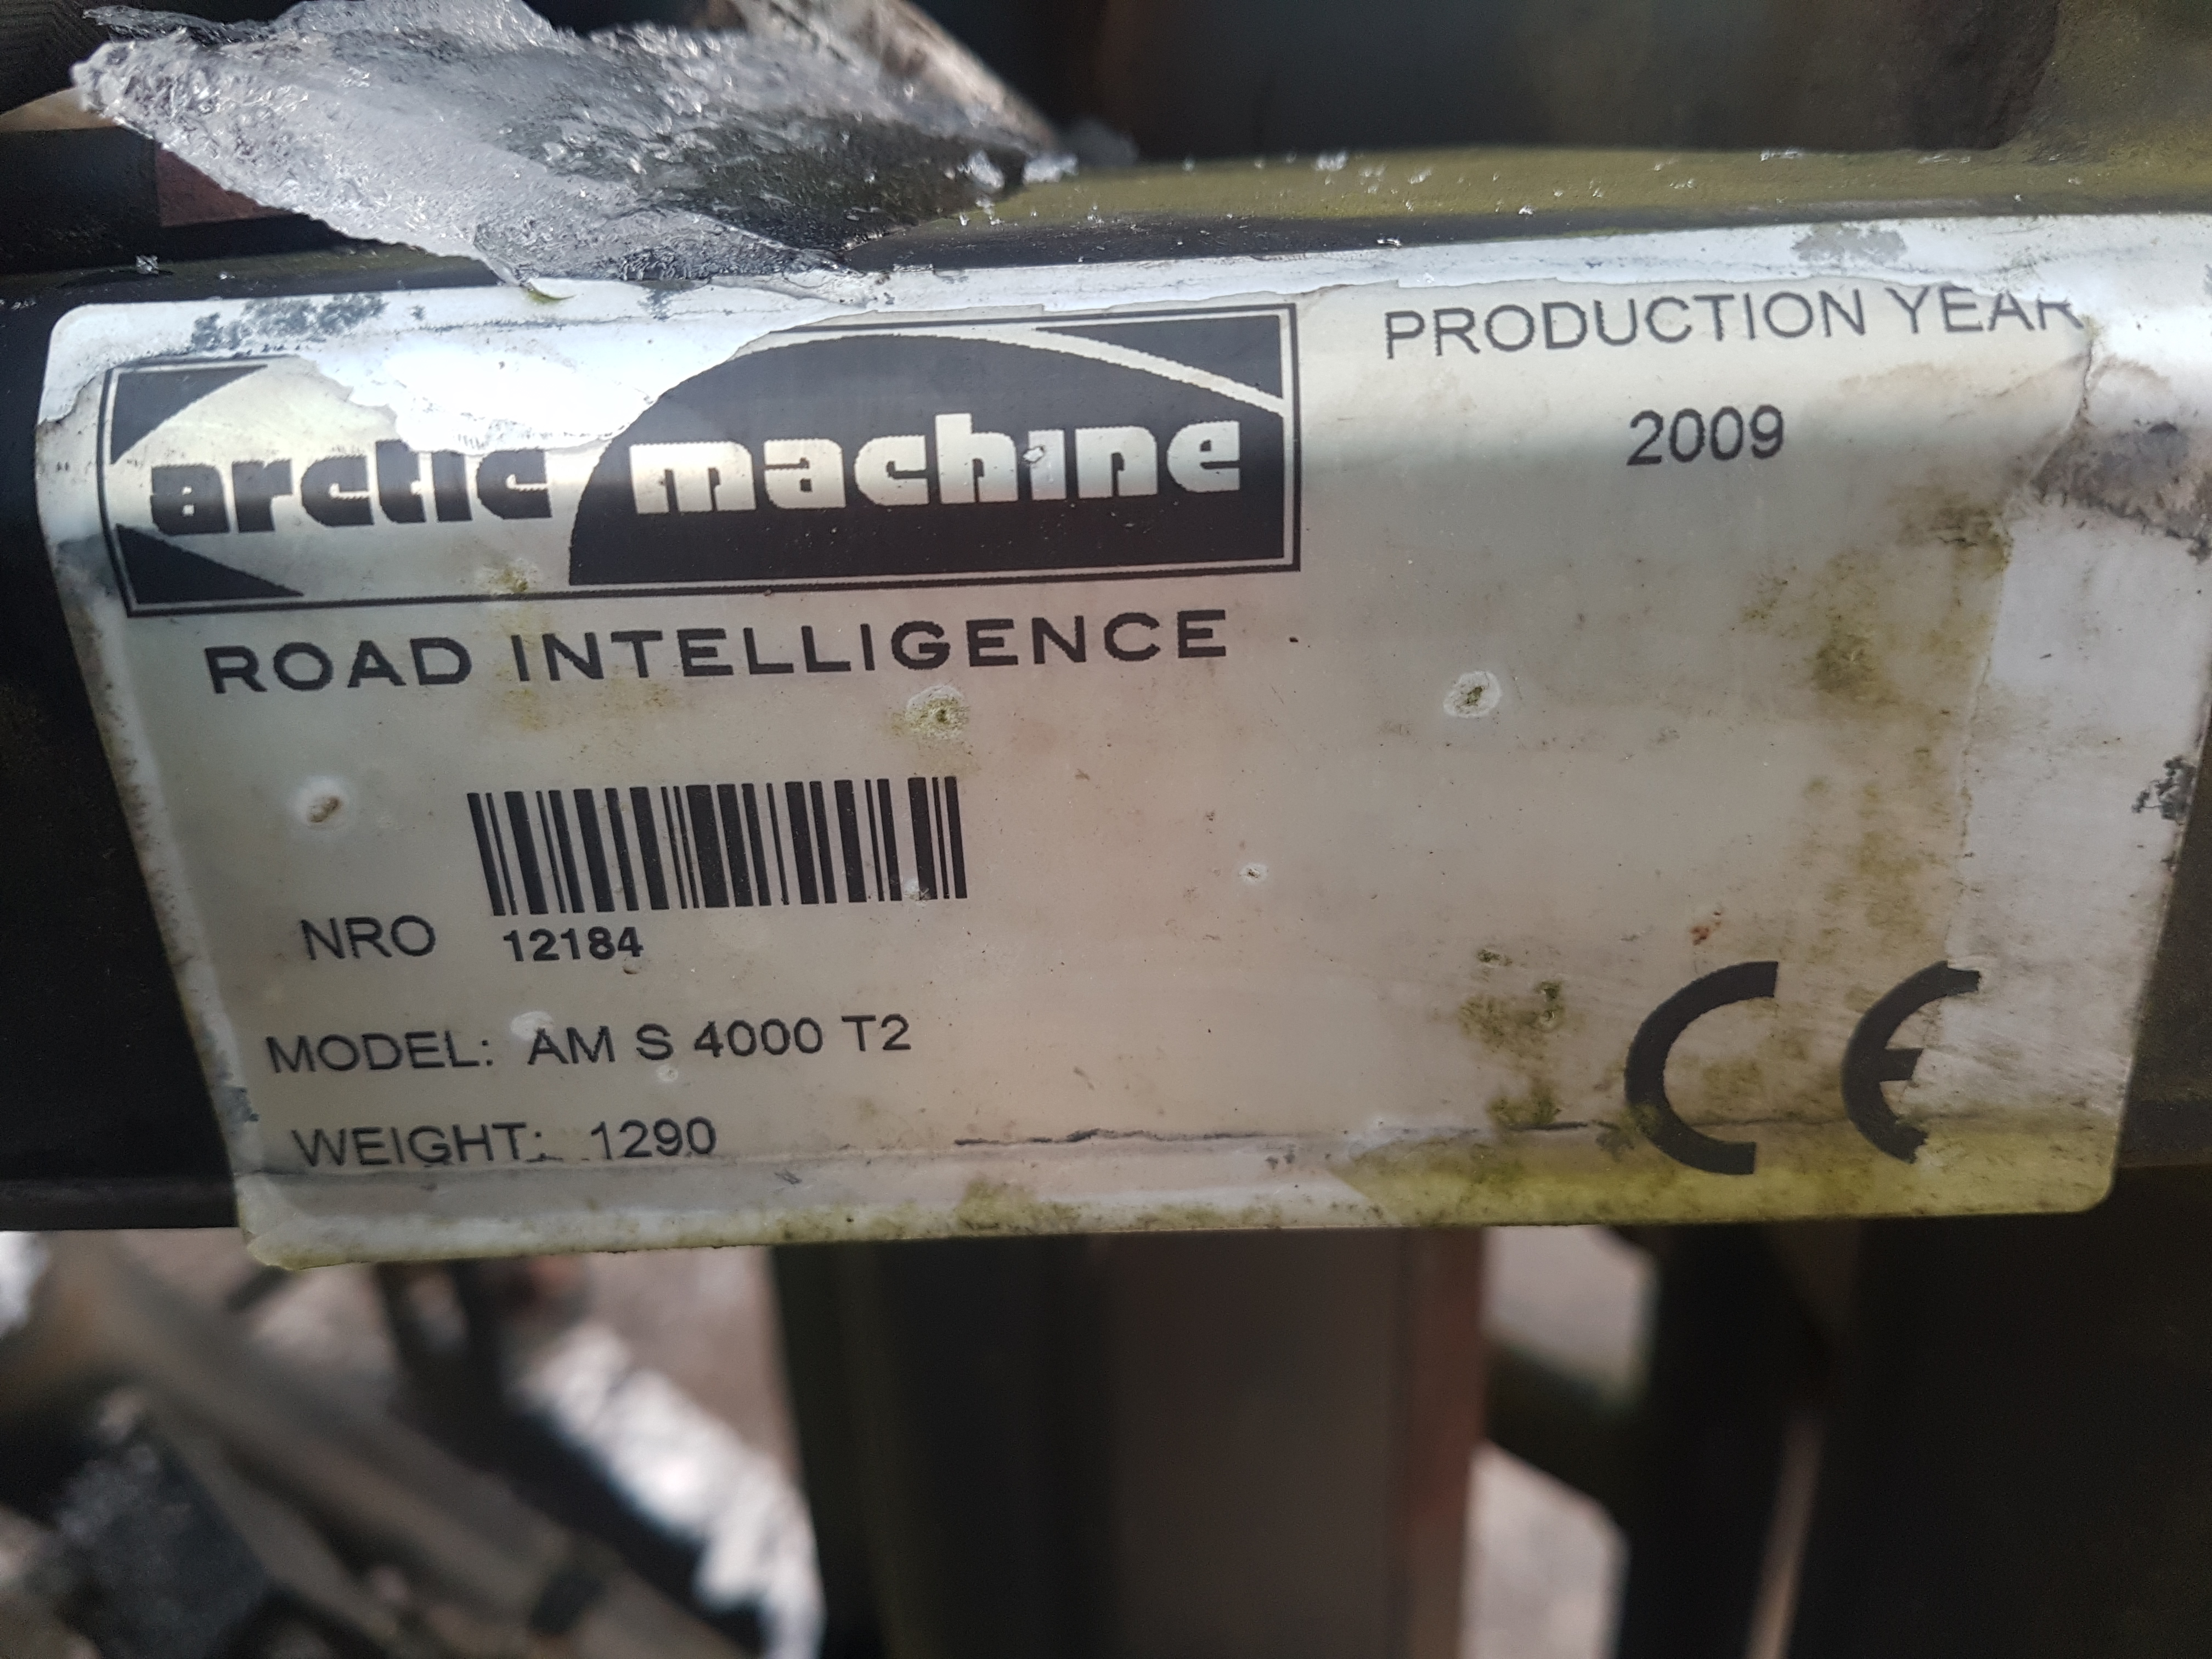 arctic machine
PRODUCTION YEAR
2009
ROAD INTELLIGENCE
NRO 12184
MODEL: AM S 4000 T2
WEIGHT: 1290
CE